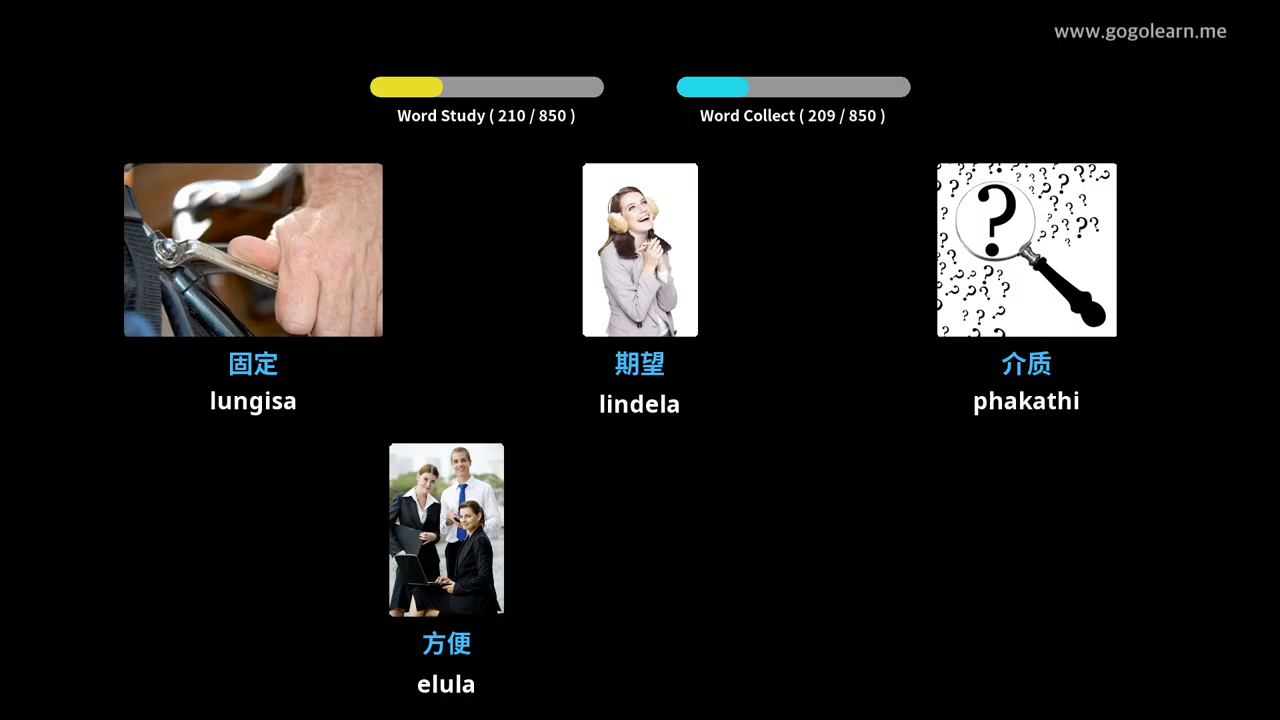 www.gogolearn.me
Word Study ( 210 / 850 )
Word Collect ( 209 / 850 )
固定
lungisa
期望
lindela
介质
phakathi
方便
elula